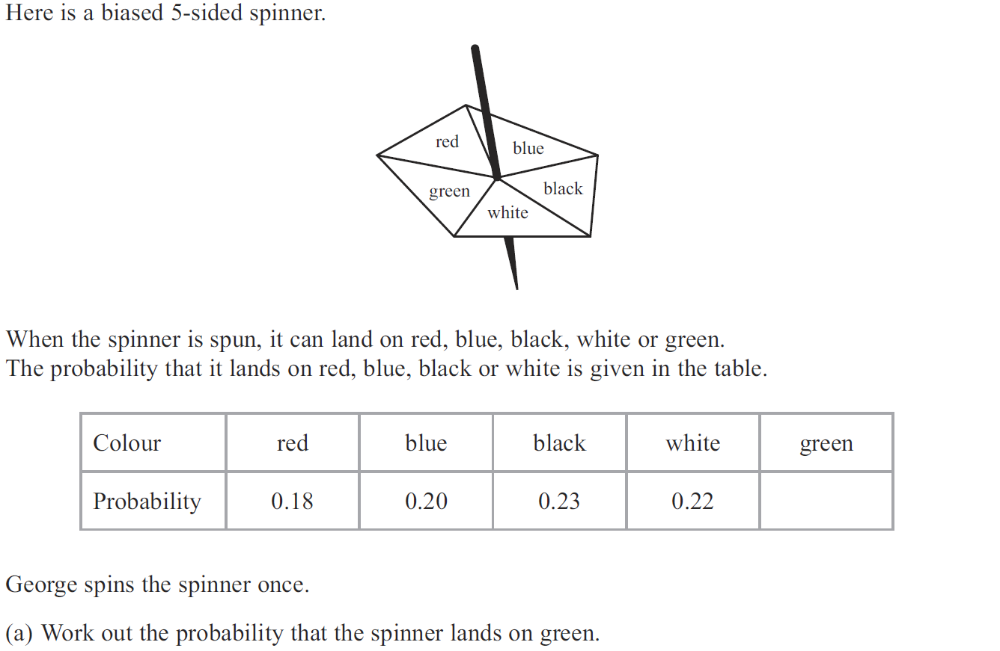 Here is a biased 5-sided spinner.
red
blue
green
black
white
When the spinner is spun, it can land on red, blue, black, white or green.
The probability that it lands on red, blue, black or white is given in the table.
Colour red blue black white green
Probability 0.18 0.20 0.23 0.22
George spins the spinner once.
(a) Work out the probability that the spinner lands on green.